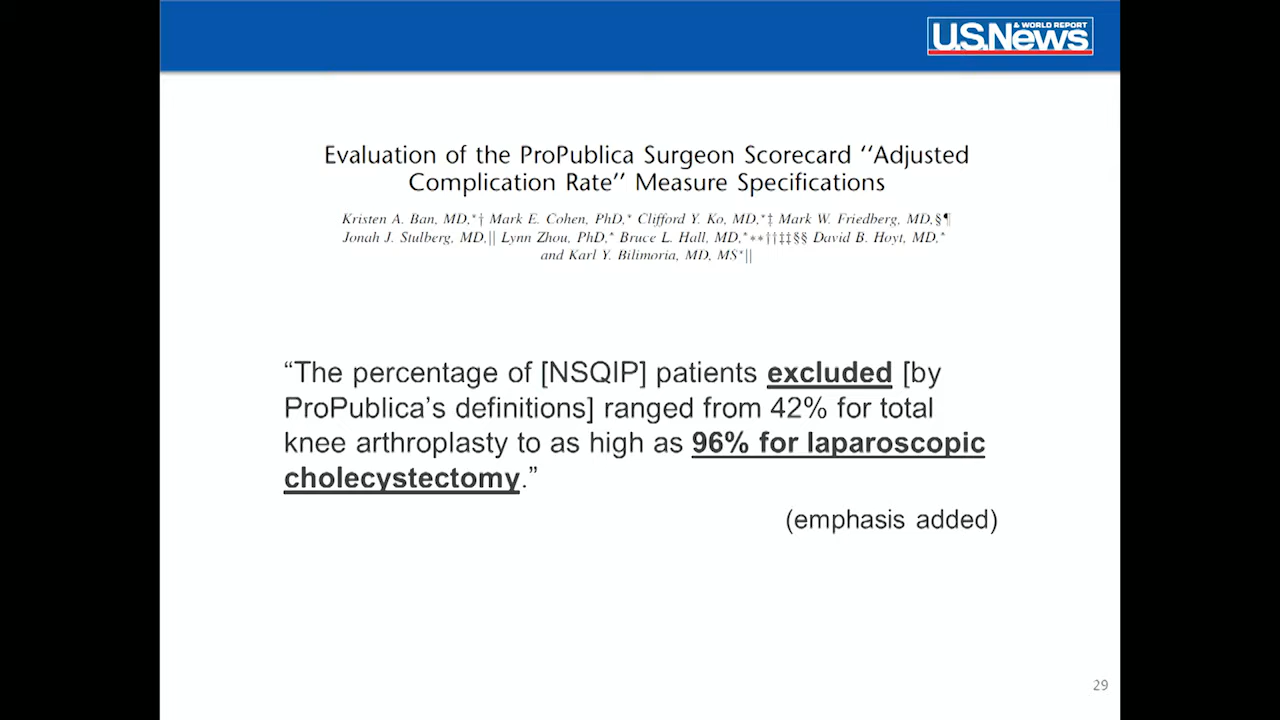 & WORLD REPORT
U.S.News
Evaluation of the ProPublica Surgeon Scorecard ‘‘Adjusted
Complication Rate’’ Measure Specifications
Kristen A. Ban, MD,*† Mark E. Cohen, PhD,* Clifford Y. Ko, MD,*‡ Mark W. Friedberg, MD,§¶
Jonah J. Stulberg, MD,|| Lynn Zhou, PhD,* Bruce L. Hall, MD,***††‡‡§§ David B. Hoyt, MD,*
and Karl Y. Bilimoria, MD, MS*||
“The percentage of [NSQIP] patients excluded [by
ProPublica’s definitions] ranged from 42% for total
knee arthroplasty to as high as 96% for laparoscopic
cholecystectomy.”
(emphasis added)
29